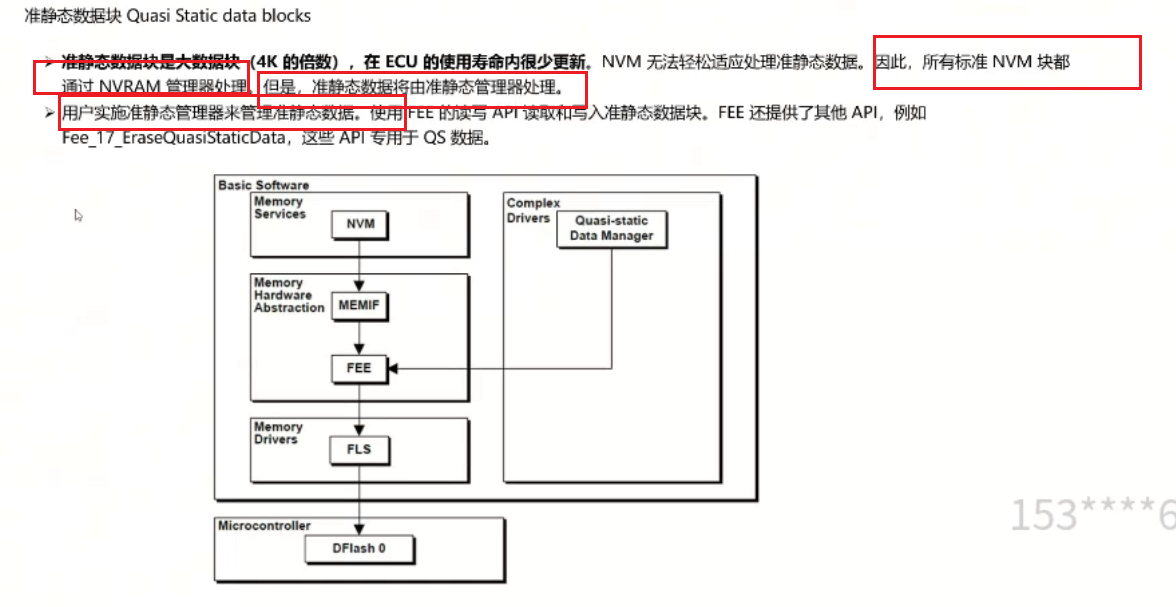 准静态数据块 Quasi Static data blocks
准静态数据块是大数据块（4K 的倍数），在 ECU 的使用寿命内很少更新。NVM 无法轻松适应处理准静态数据。因此，所有标准 NVM 块都
通过 NVRAM 管理器处理。但是，准静态数据将由准静态管理器处理。
用户实施准静态管理器来管理准静态数据。使用 FEE 的读写 API 读取和写入准静态数据块。FEE 还提供了其他 API，例如
Fee_17_EraseQuasiStaticData，这些 API 专用于 QS 数据。
Basic Software
Memory
Services
NVM
Complex
Drivers
Quasi-static
Data Manager
Memory
Hardware
Abstraction
MEMIF
FEE
Memory
Drivers
FLS
Microcontroller
DFlash 0
153****6